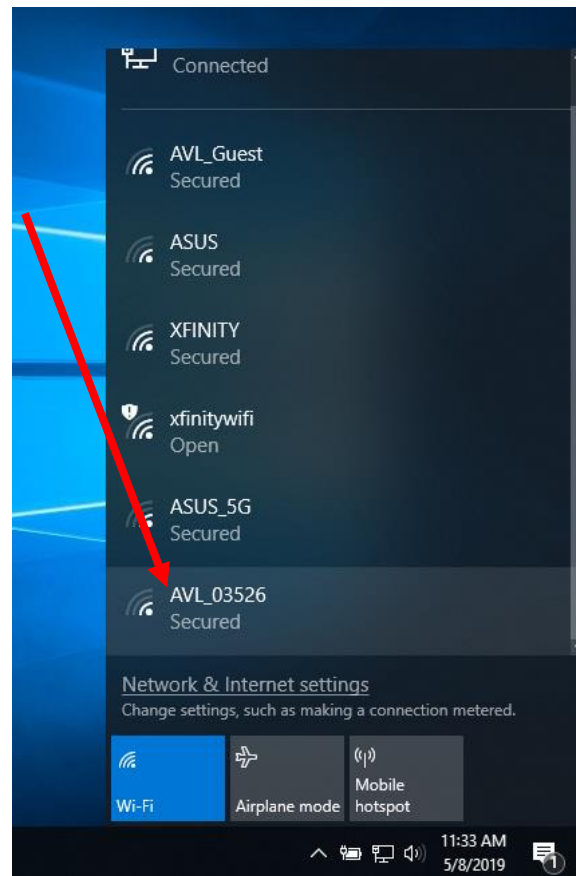 Connected
AVL_Guest
Secured
ASUS
Secured
XFINITY
Secured
xfinitywifi
Open
ASUS_5G
Secured
AVL_03526
Secured
Network & Internet settings
Change settings, such as making a connection metered.
Wi-Fi
Airplane mode
Mobile
hotspot
11:33 AM
5/8/2019
1